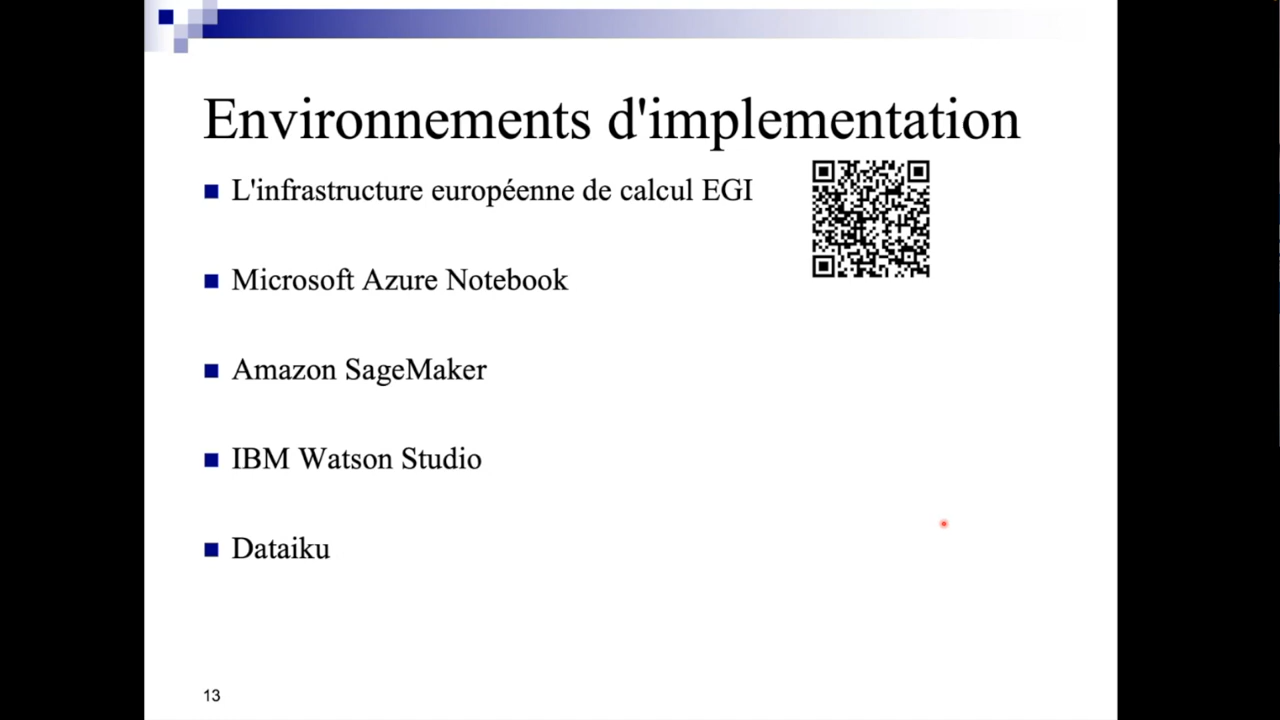 Environnements d'implementation
L'infrastructure européenne de calcul EGI
Microsoft Azure Notebook
Amazon SageMaker
IBM Watson Studio
Dataiku
13